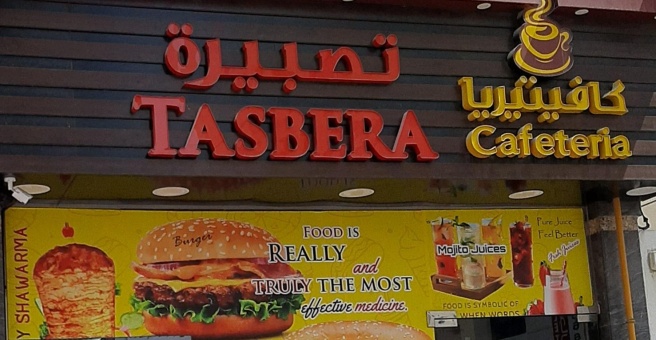 تصبيرة
TASBERA
كافيتيريا
Cafeteria
Y SHAWARMA
Burger
FOOD IS
REALLY
and
TRULY THE MOST
effective medicine.
Mojito Juices
Pure Juice
Feel Better
FOOD IS SYMBOLIC OF
WHEN WORDS